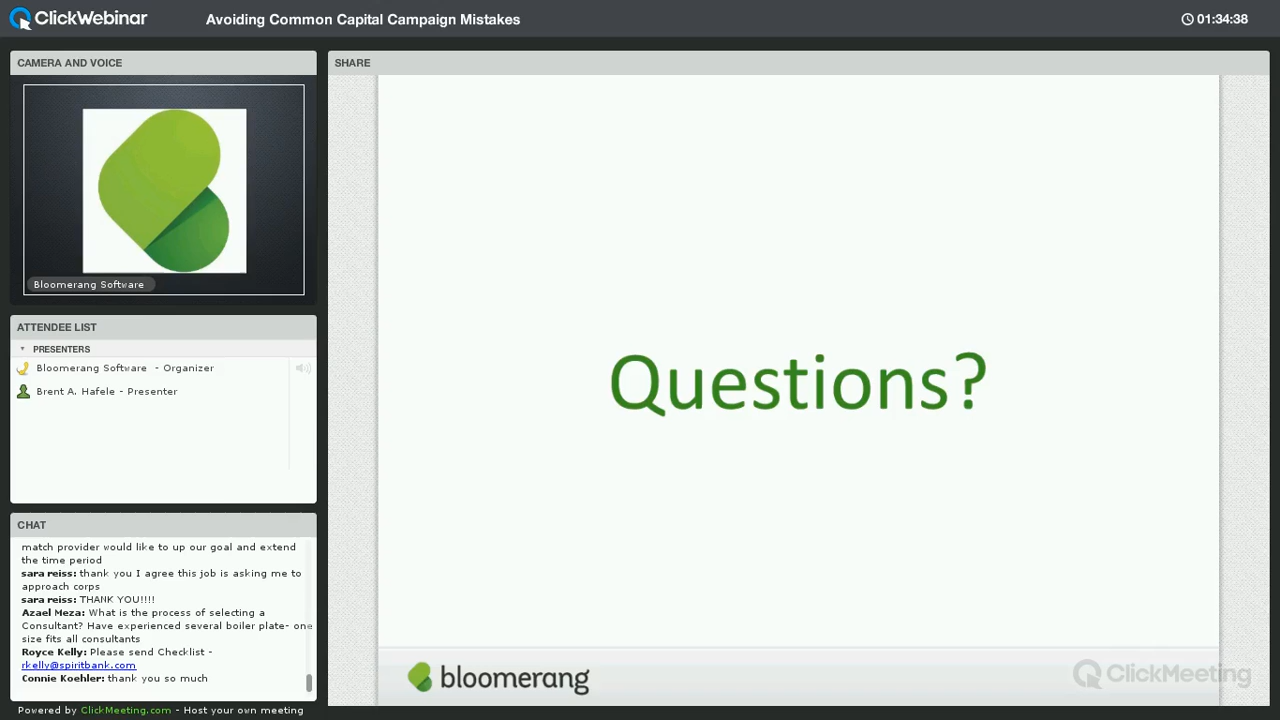 ClickWebinar
Avoiding Common Capital Campaign Mistakes
01:34:38
CAMERA AND VOICE
Bloomerang Software
ATTENDEE LIST
PRESENTERS
Bloomerang Software - Organizer
Brent A. Hafele - Presenter
CHAT
match provider would like to up our goal and extend
the time period
sara reiss: thank you I agree this job is asking me to
approach corps
sara reiss: THANK YOU!!!!
Azael Meza: What is the process of selecting a
Consultant? Have experienced several boiler plate- one
size fits all consultants
Royce Kelly: Please send Checklist -
rkelly@spiritbank.com
Connie Koehler: thank you so much
Powered by ClickMeeting.com - Host your own meeting
SHARE
Questions?
bloomerang
ClickMeeting